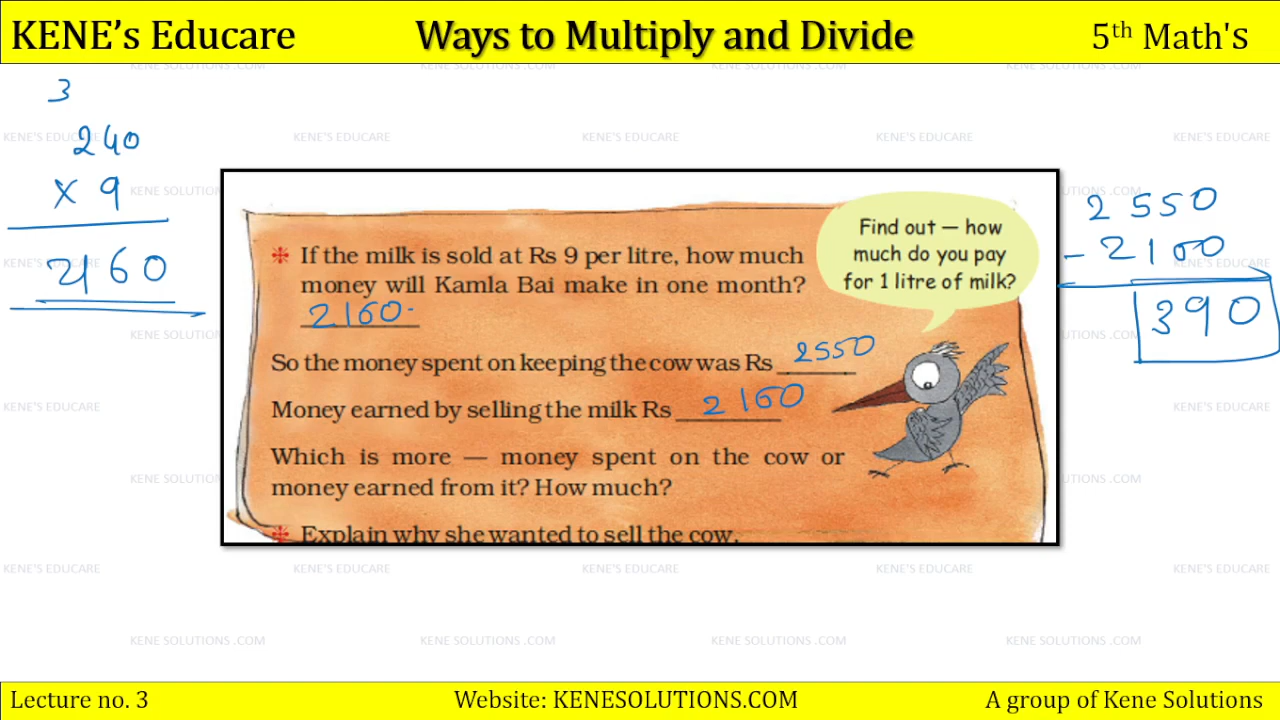 KENE's Educare
Ways to Multiply and Divide
5th Math's
3
240
x 9
2160
If the milk is sold at Rs 9 per litre, how much
money will Kamla Bai make in one month?
2160.
So the money spent on keeping the cow was Rs 2550
Money earned by selling the milk Rs 2160
Which is more — money spent on the cow or
money earned from it? How much?
Explain why she wanted to sell the cow.
Find out — how
much do you pay
for 1 litre of milk?
2550
- 2160
390
KENE SOLUTIONS .COM
KENE'S EDUCARE
Lecture no. 3
Website: KENESOLUTIONS.COM
A group of Kene Solutions